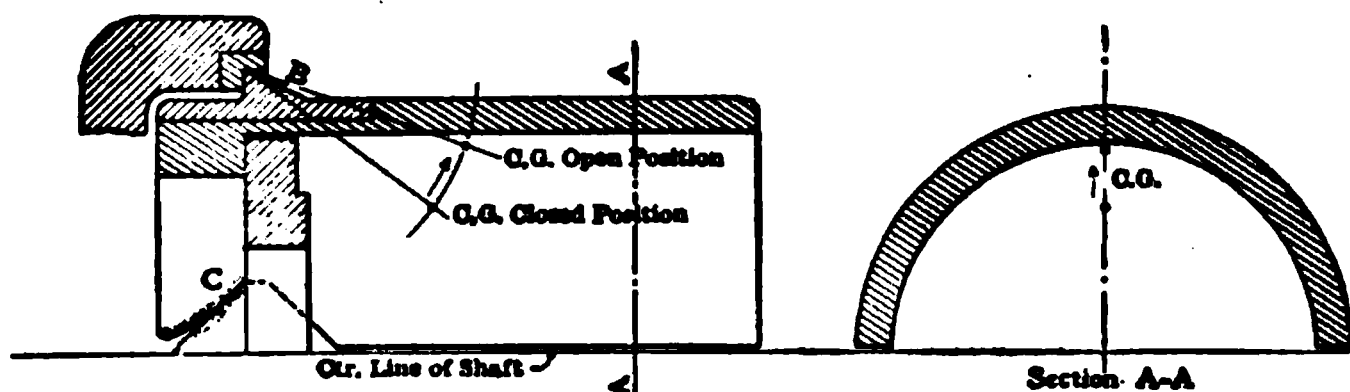 B
A
C.G. Open Position
C.G.
C.G. Closed Position
C
Ctr. Line of Shaft
A
Section A-A